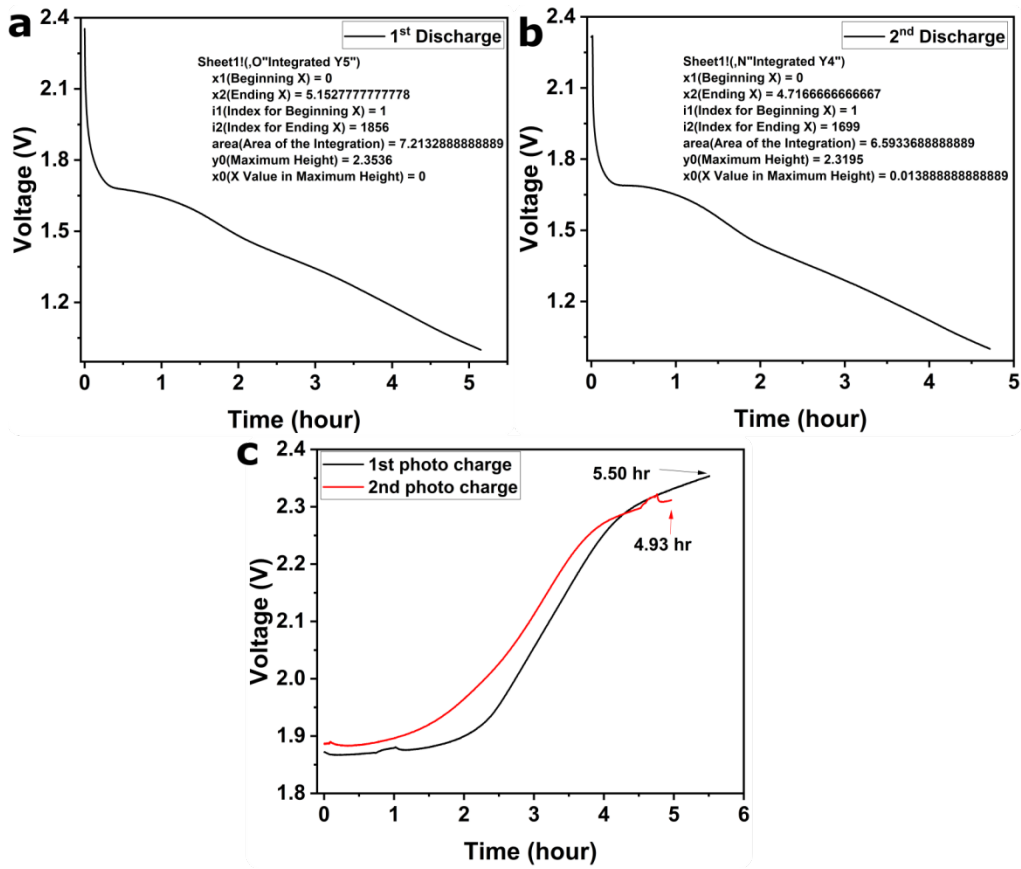 a
1st Discharge
Sheet1!(,O"Integrated Y5")
x1(Beginning X) = 0
x2(Ending X) = 5.1527777777778
i1(Index for Beginning X) = 1
i2(Index for Ending X) = 1856
area(Area of the Integration) = 7.2132888888889
y0(Maximum Height) = 2.3536
x0(X Value in Maximum Height) = 0
Voltage (V)
2.4
2.1
1.8
1.5
1.2
0 1 2 3 4 5
Time (hour)
b
2nd Discharge
Sheet1!(,N"Integrated Y4")
x1(Beginning X) = 0
x2(Ending X) = 4.7166666666667
i1(Index for Beginning X) = 1
i2(Index for Ending X) = 1699
area(Area of the Integration) = 6.5933688888889
y0(Maximum Height) = 2.3195
x0(X Value in Maximum Height) = 0.013888888888889
Voltage (V)
2.4
2.1
1.8
1.5
1.2
0 1 2 3 4 5
Time (hour)
c
1st photo charge
2nd photo charge
5.50 hr
4.93 hr
Voltage (V)
2.4
2.3
2.2
2.1
2.0
1.9
1.8
0 1 2 3 4 5 6
Time (hour)